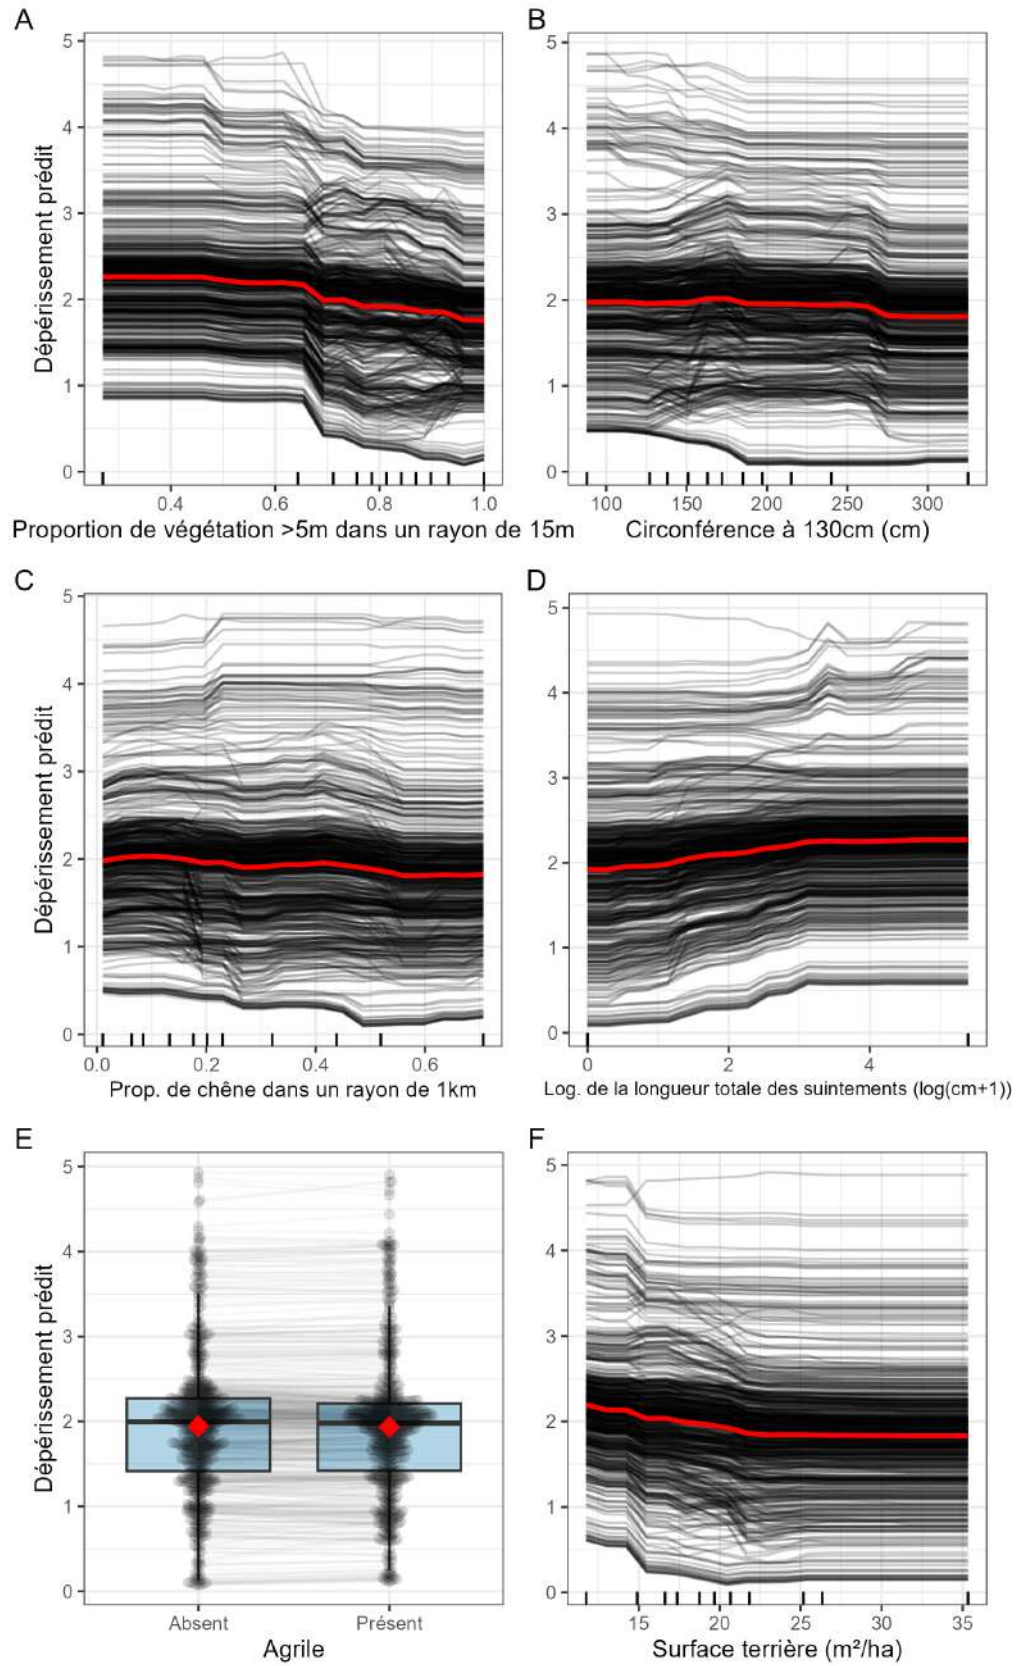 A
B
5
4
3
2
1
0
Dépérissement prédit
0.4 0.6 0.8 1.0
Proportion de végétation >5m dans un rayon de 15m
5
4
3
2
1
0
100 150 200 250 300
Circonférence à 130cm (cm)
C
D
5
4
3
2
1
0
Dépérissement prédit
0.0 0.2 0.4 0.6
Prop. de chêne dans un rayon de 1km
5
4
3
2
1
0
0 2 4
Log. de la longueur totale des suintements (log(cm+1))
E
F
5
4
3
2
1
0
Dépérissement prédit
Absent Présent
Agrile
5
4
3
2
1
0
15 20 25 30 35
Surface terrière (m²/ha)